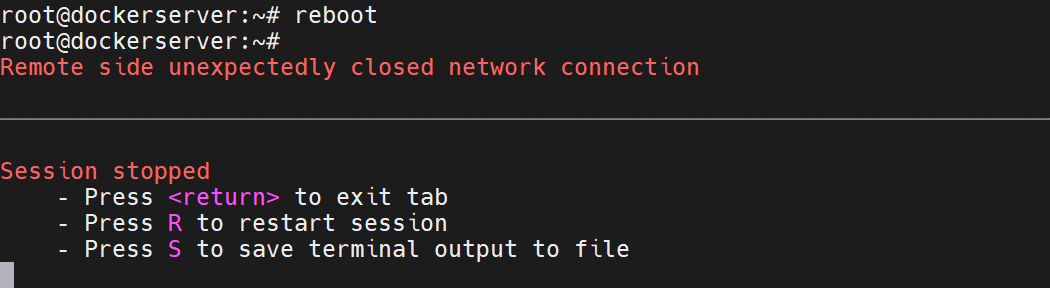 root@dockerserver:~# reboot
root@dockerserver:~#
Remote side unexpectedly closed network connection
Session stopped
    - Press <return> to exit tab
    - Press R to restart session
    - Press S to save terminal output to file